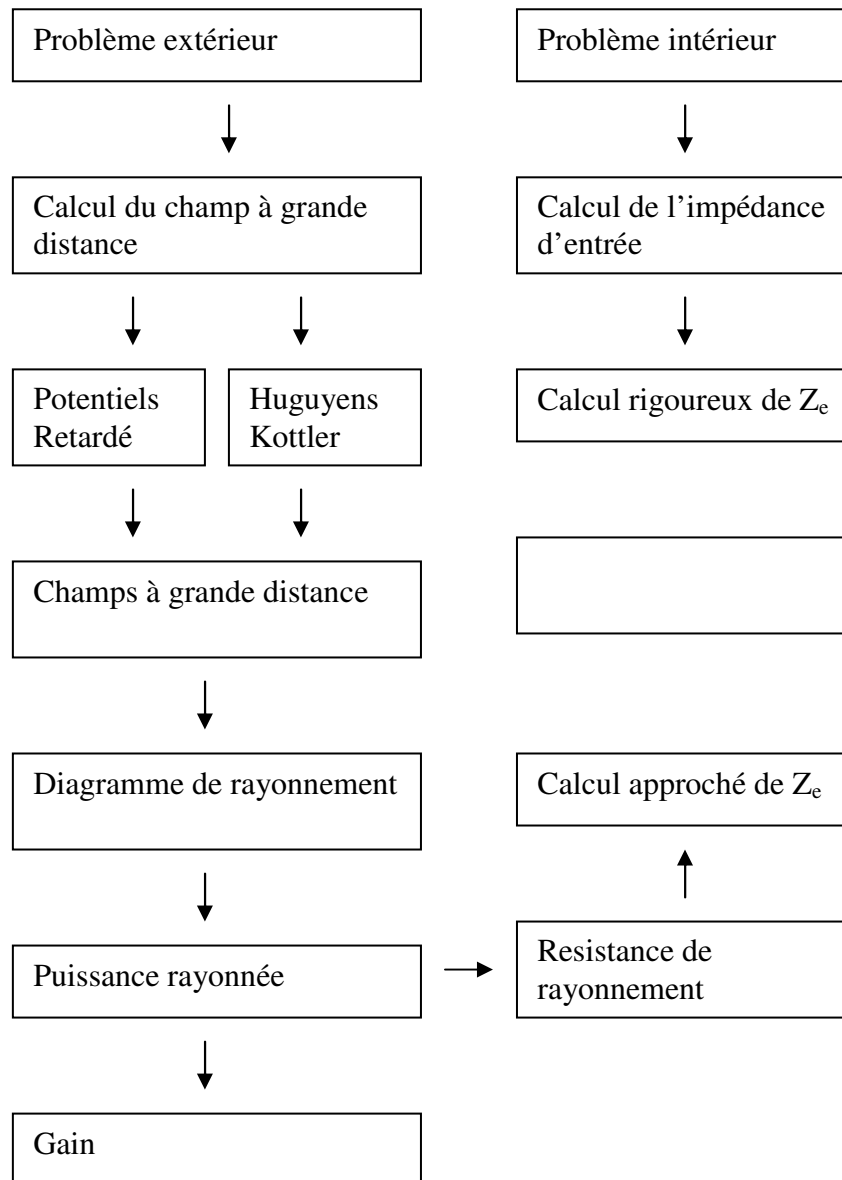 Problème extérieur
Problème intérieur
Calcul du champ à grande
distance
Calcul de l’impédance
d’entrée
Potentiels
Retardé
Huguyens
Kottler
Calcul rigoureux de Ze
Champs à grande distance
Diagramme de rayonnement
Calcul approché de Ze
Puissance rayonnée
Resistance de
rayonnement
Gain